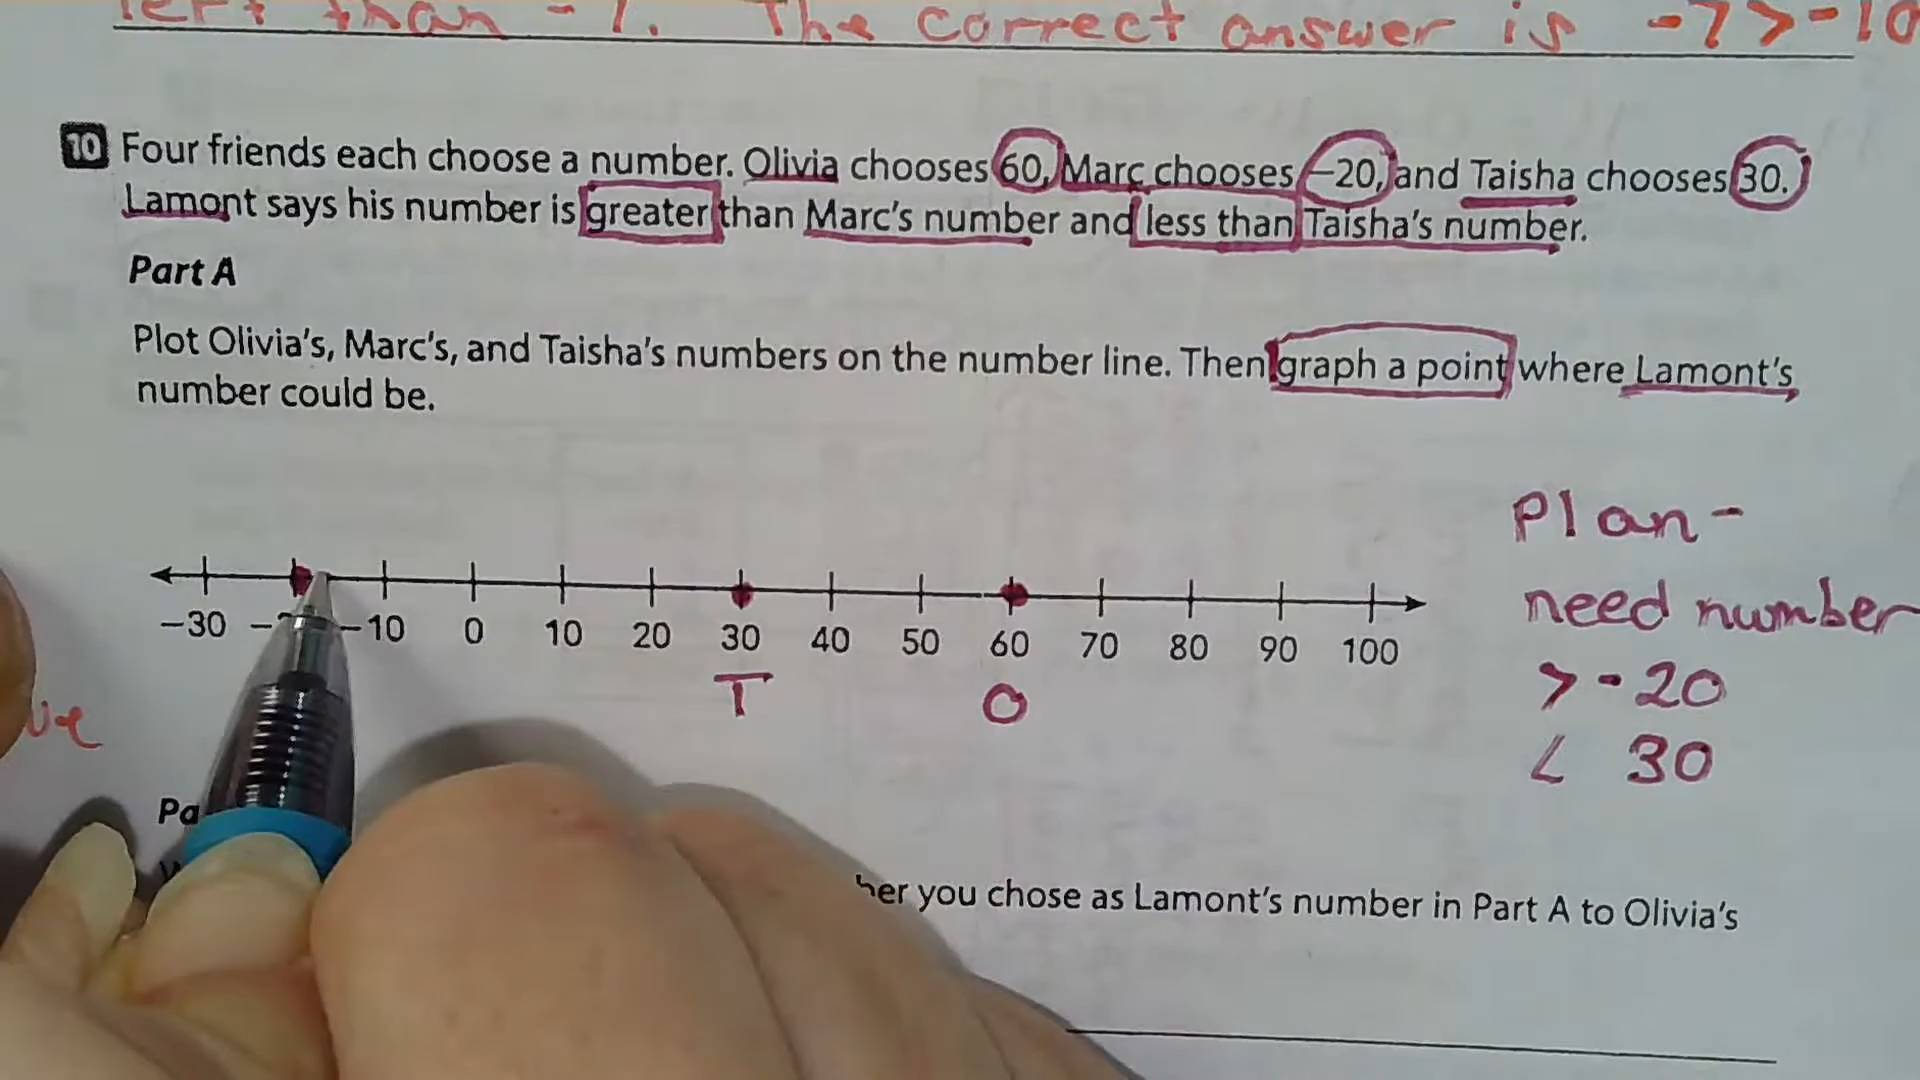 left than -7. The correct answer is -7 > -10
10 Four friends each choose a number. Olivia chooses 60, Marc chooses −20, and Taisha chooses 30.
Lamont says his number is greater than Marc's number and less than Taisha's number.
Part A
Plot Olivia's, Marc's, and Taisha's numbers on the number line. Then graph a point where Lamont's
number could be.
Plan -
need number
> -20
< 30
−30 −10 0 10 20 30 40 50 60 70 80 90 100
T O
you chose as Lamont's number in Part A to Olivia's